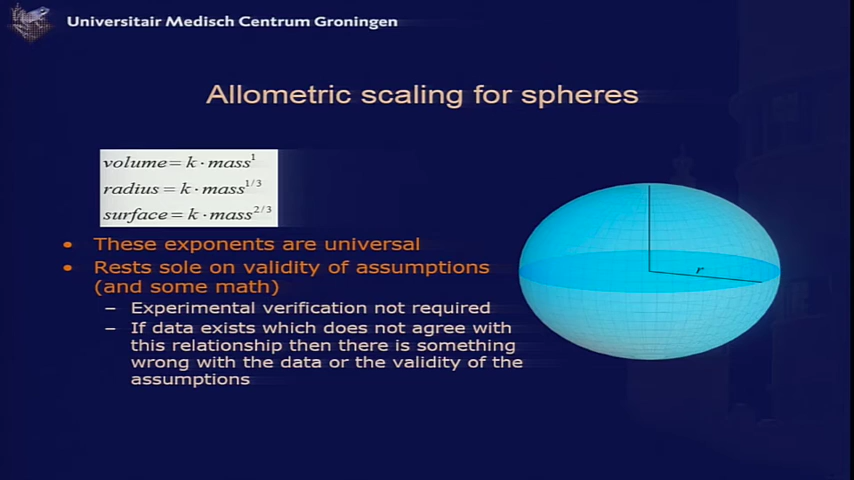 Universitair Medisch Centrum Groningen
Allometric scaling for spheres
volume = k · mass^1
radius = k · mass^1/3
surface = k · mass^2/3
• These exponents are universal
• Rests sole on validity of assumptions
(and some math)
– Experimental verification not required
– If data exists which does not agree with
this relationship then there is something
wrong with the data or the validity of the
assumptions
r